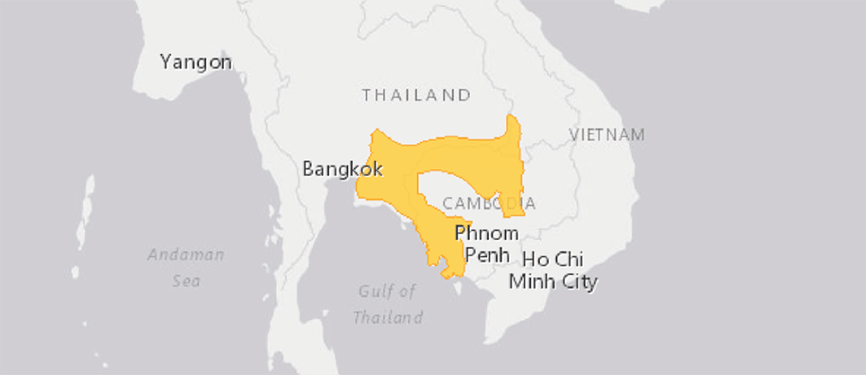 Yangon
THAILAND
VIETNAM
Bangkok
CAMBODIA
Phnom
Penh
Ho Chi
Minh City
Andaman
Sea
Gulf of
Thailand